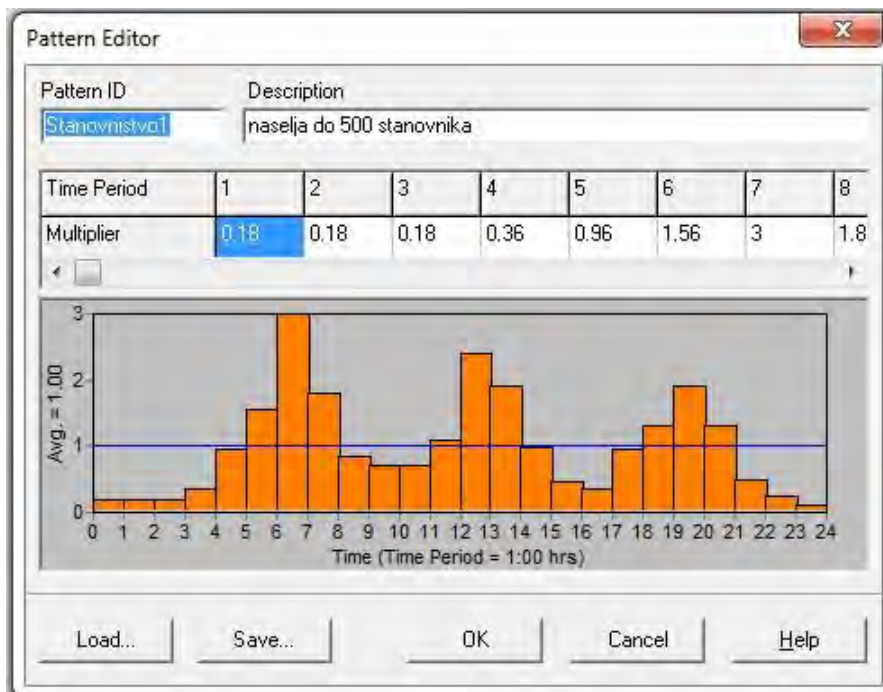 Pattern Editor
Pattern ID Description
Stanovnistvo1 naselja do 500 stanovnika
Time Period 1 2 3 4 5 6 7 8
Multiplier 0.18 0.18 0.18 0.36 0.96 1.56 3 1.8
3
2
1
0
Avg. = 1.00
0 1 2 3 4 5 6 7 8 9 10 11 12 13 14 15 16 17 18 19 20 21 22 23 24
Time (Time Period = 1:00 hrs)
Load... Save... OK Cancel Help